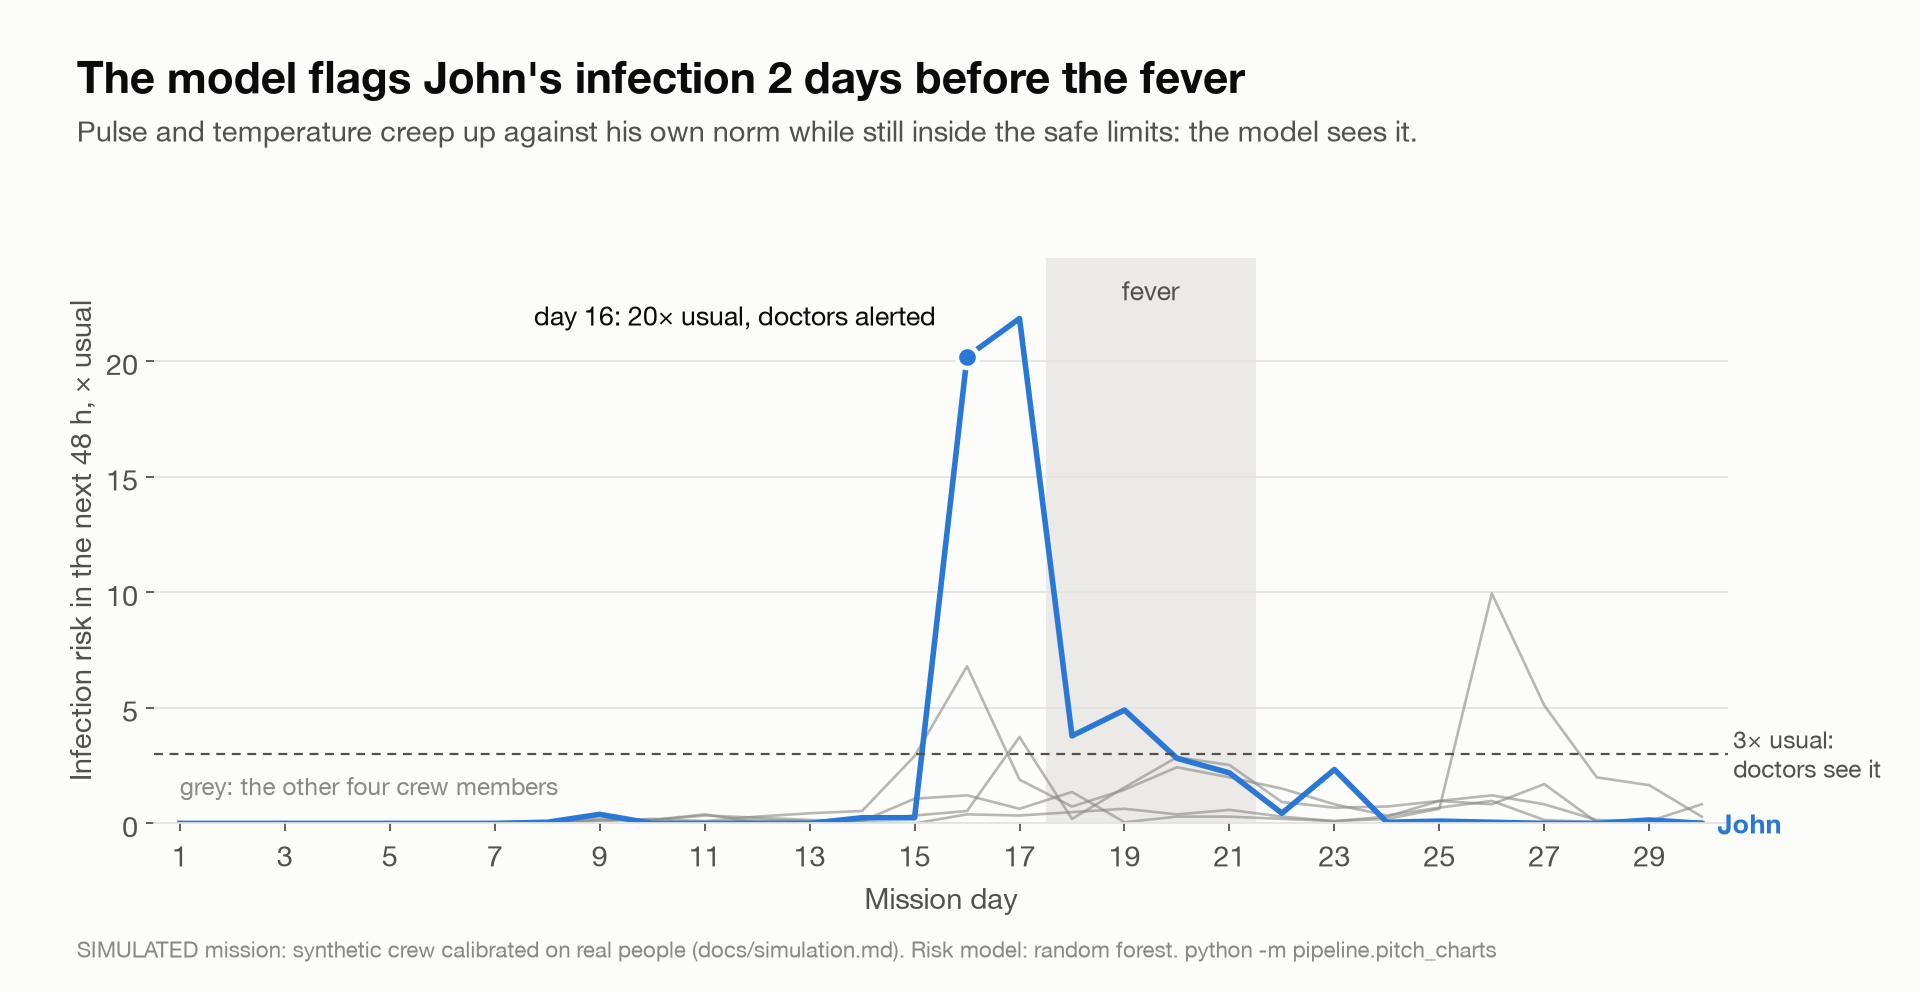 The model flags John's infection 2 days before the fever
Pulse and temperature creep up against his own norm while still inside the safe limits: the model sees it.
fever
day 16: 20× usual, doctors alerted
Infection risk in the next 48 h, × usual
20
15
10
5
0
3× usual:
doctors see it
grey: the other four crew members
John
1 3 5 7 9 11 13 15 17 19 21 23 25 27 29
Mission day
SIMULATED mission: synthetic crew calibrated on real people (docs/simulation.md). Risk model: random forest. python -m pipeline.pitch_charts